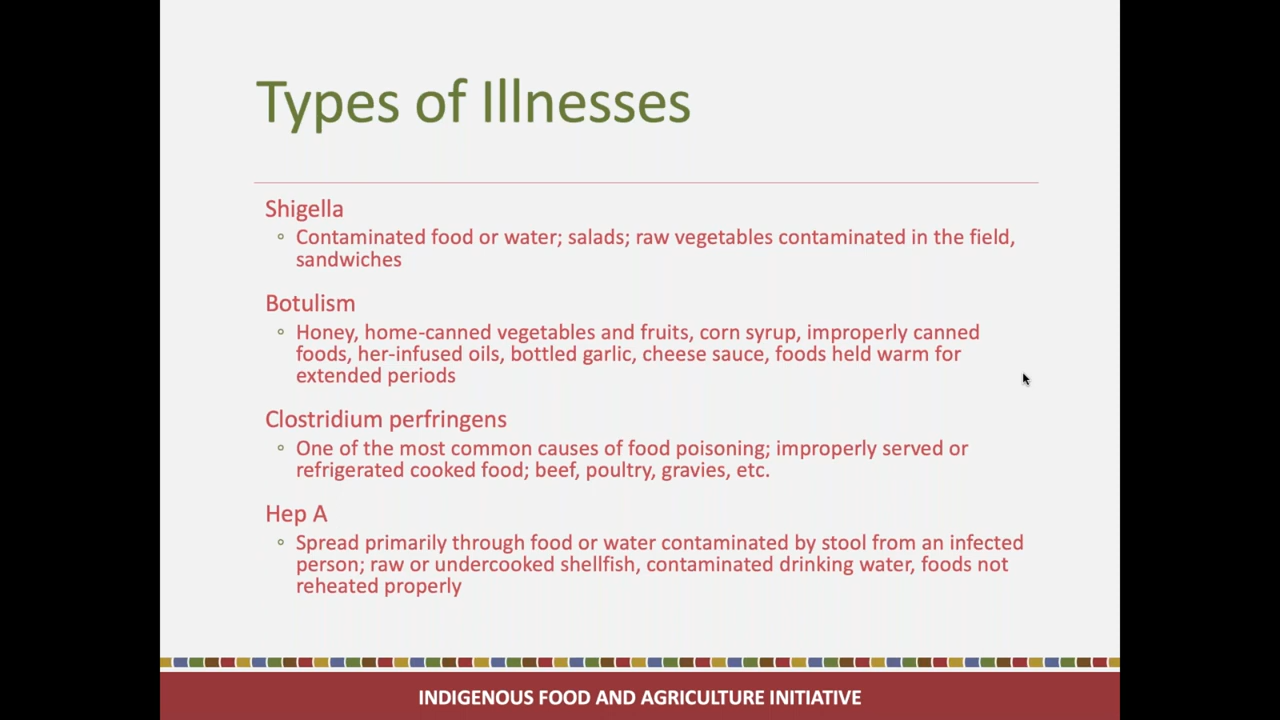 Types of Illnesses
Shigella
Contaminated food or water; salads; raw vegetables contaminated in the field,
sandwiches
Botulism
Honey, home-canned vegetables and fruits, corn syrup, improperly canned
foods, her-infused oils, bottled garlic, cheese sauce, foods held warm for
extended periods
Clostridium perfringens
One of the most common causes of food poisoning; improperly served or
refrigerated cooked food; beef, poultry, gravies, etc.
Hep A
Spread primarily through food or water contaminated by stool from an infected
person; raw or undercooked shellfish, contaminated drinking water, foods not
reheated properly
INDIGENOUS FOOD AND AGRICULTURE INITIATIVE